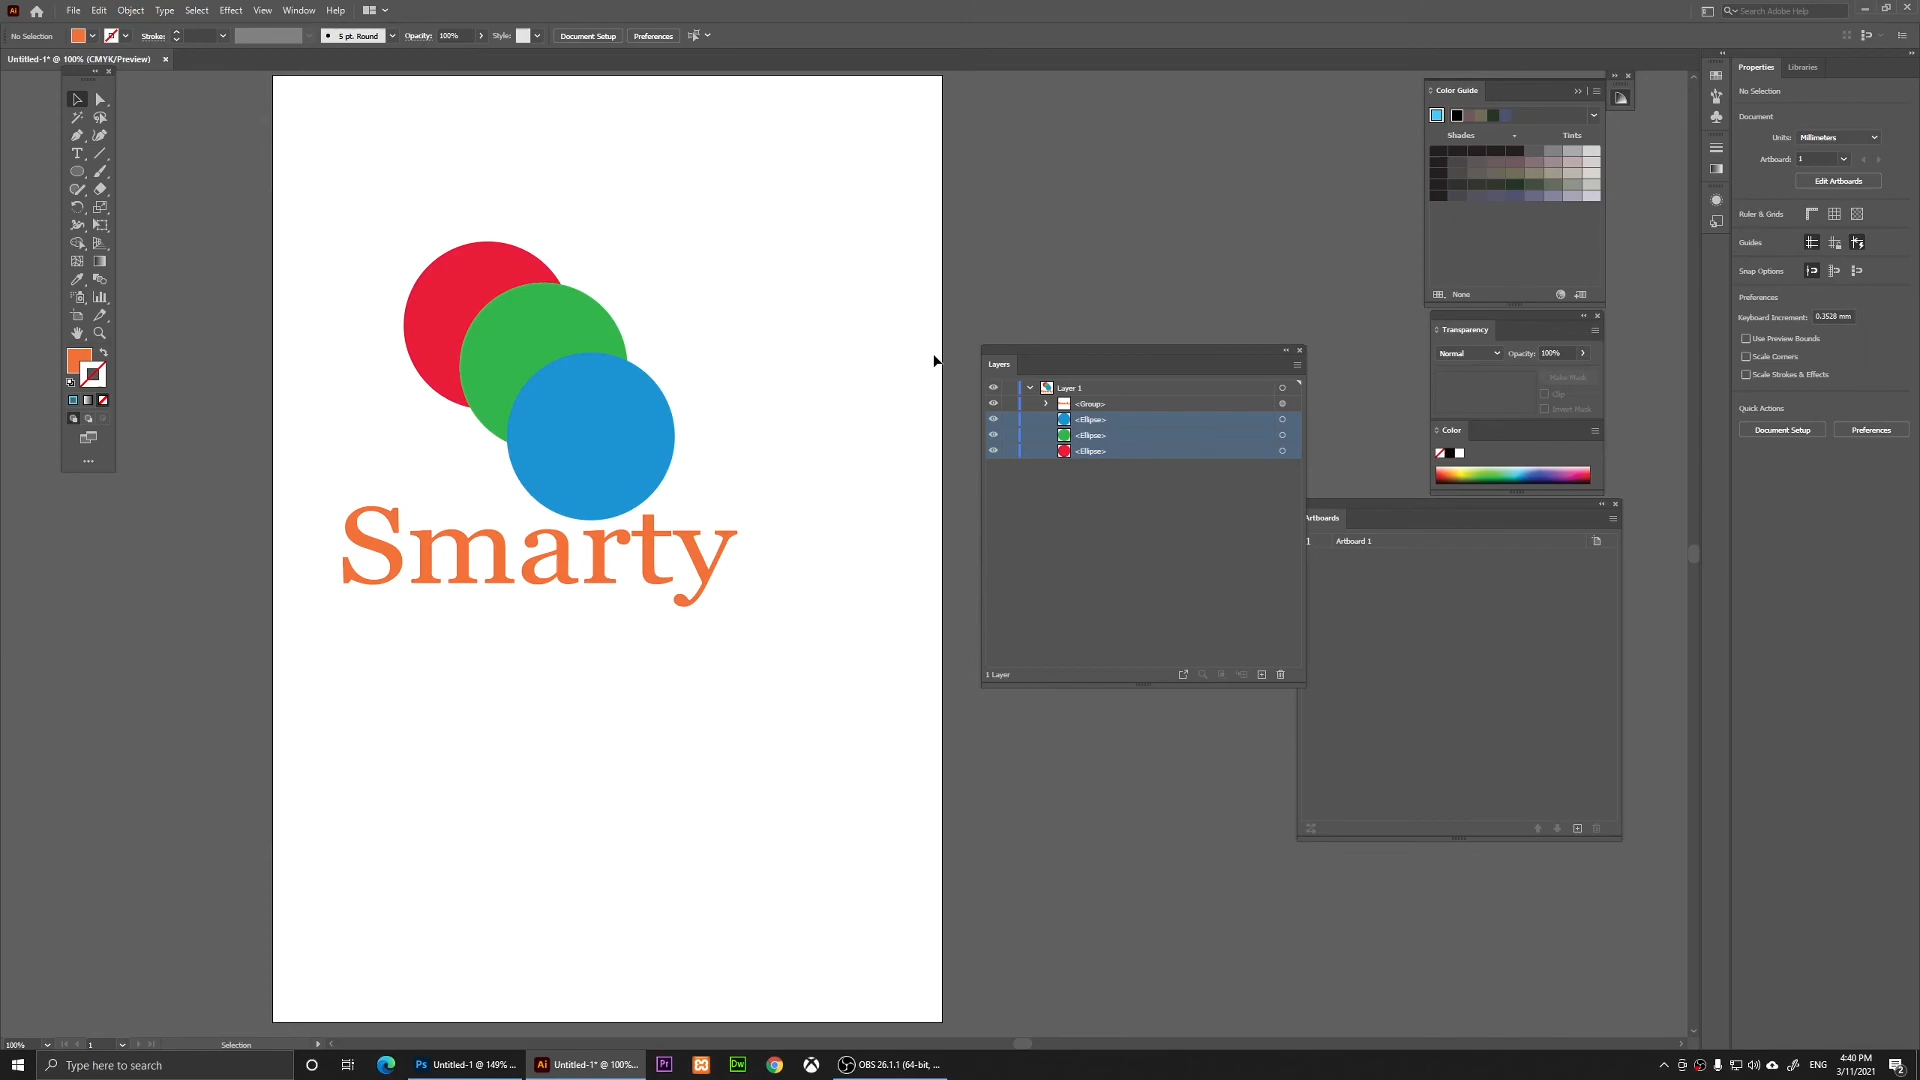 File Edit Object Type Select Effect View Window Help
Search Adobe Help
No Selection Stroke: 5 pt. Round Opacity: 100% Style: Document Setup Preferences
Untitled-1* @ 100% (CMYK/Preview)
Smarty
Layers
Layer 1
<Group>
<Ellipse>
<Ellipse>
<Ellipse>
1 Layer
Color Guide
Shades Tints
None
Transparency
Normal Opacity: 100%
Make Mask
Clip
Invert Mask
Color
Artboards
1 Artboard 1
Properties Libraries
No Selection
Document
Units: Millimeters
Artboard: 1
Edit Artboards
Ruler & Grids
Guides
Snap Options
Preferences
Keyboard Increment: 0.3528 mm
Use Preview Bounds
Scale Corners
Scale Strokes & Effects
Quick Actions
Document Setup Preferences
100% 1 Selection
Type here to search
Untitled-1 @ 149% ...
Untitled-1* @ 100%...
OBS 26.1.1 (64-bit, ...
ENG
4:40 PM
3/11/2021